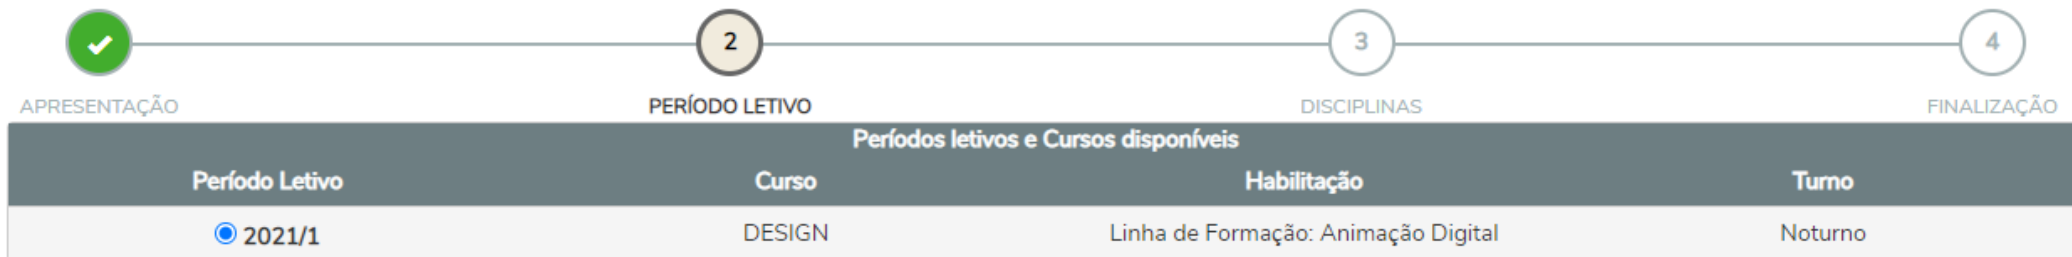 2
3
4
APRESENTAÇÃO
PERÍODO LETIVO
DISCIPLINAS
FINALIZAÇÃO
Períodos letivos e Cursos disponíveis
Período Letivo Curso Habilitação Turno
2021/1 DESIGN Linha de Formação: Animação Digital Noturno